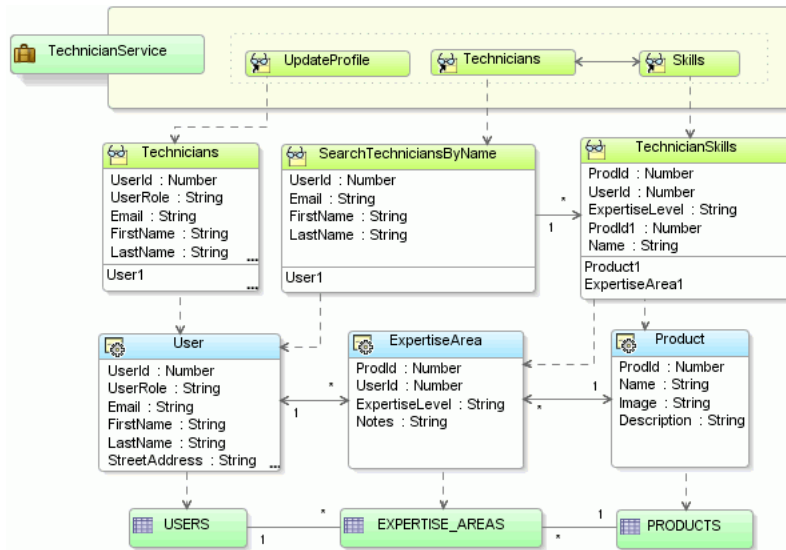 TechnicianService
UpdateProfile
Technicians
Skills
Technicians
UserId : Number
UserRole : String
Email : String
FirstName : String
LastName : String
...
User1
...
SearchTechniciansByName
UserId : Number
Email : String
FirstName : String
LastName : String
User1
*
1
TechnicianSkills
ProdId : Number
UserId : Number
ExpertiseLevel : String
ProdId1 : Number
Name : String
Product1
ExpertiseArea1
User
UserId : Number
UserRole : String
Email : String
FirstName : String
LastName : String
StreetAddress : String
...
*
1
ExpertiseArea
ProdId : Number
UserId : Number
ExpertiseLevel : String
Notes : String
1
*
Product
ProdId : Number
Name : String
Image : String
Description : String
USERS
*
1
EXPERTISE_AREAS
1
*
PRODUCTS